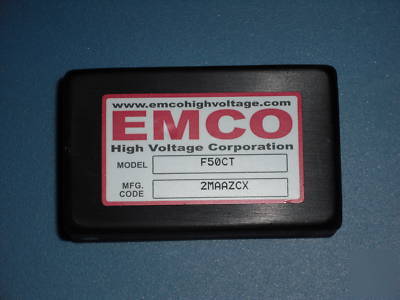 www.emcohighvoltage.com
EMCO
High Voltage Corporation
MODEL F50CT
MFG. CODE 2MAAZCX